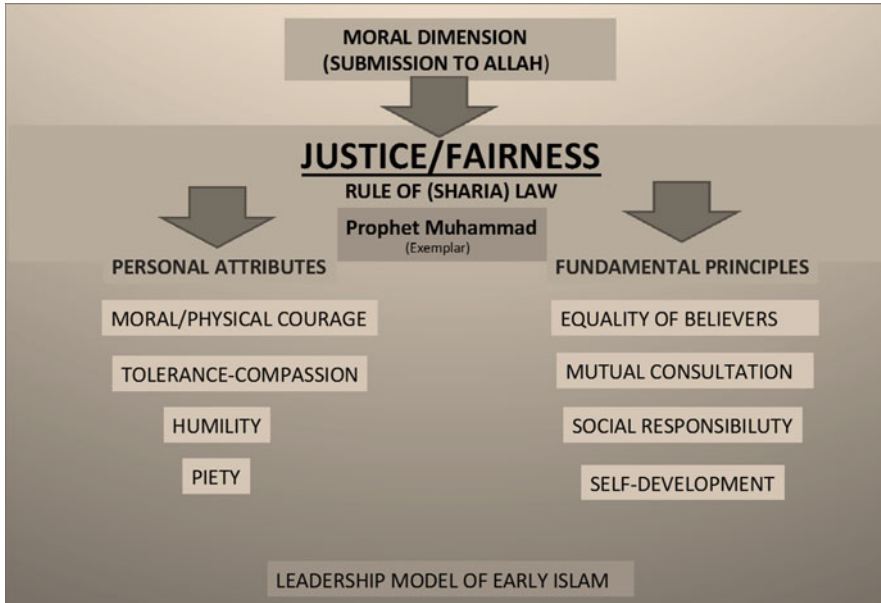 MORAL DIMENSION
(SUBMISSION TO ALLAH)
JUSTICE/FAIRNESS
RULE OF (SHARIA) LAW
Prophet Muhammad
(Exemplar)
PERSONAL ATTRIBUTES
MORAL/PHYSICAL COURAGE
TOLERANCE-COMPASSION
HUMILITY
PIETY
FUNDAMENTAL PRINCIPLES
EQUALITY OF BELIEVERS
MUTUAL CONSULTATION
SOCIAL RESPONSIBILUTY
SELF-DEVELOPMENT
LEADERSHIP MODEL OF EARLY ISLAM